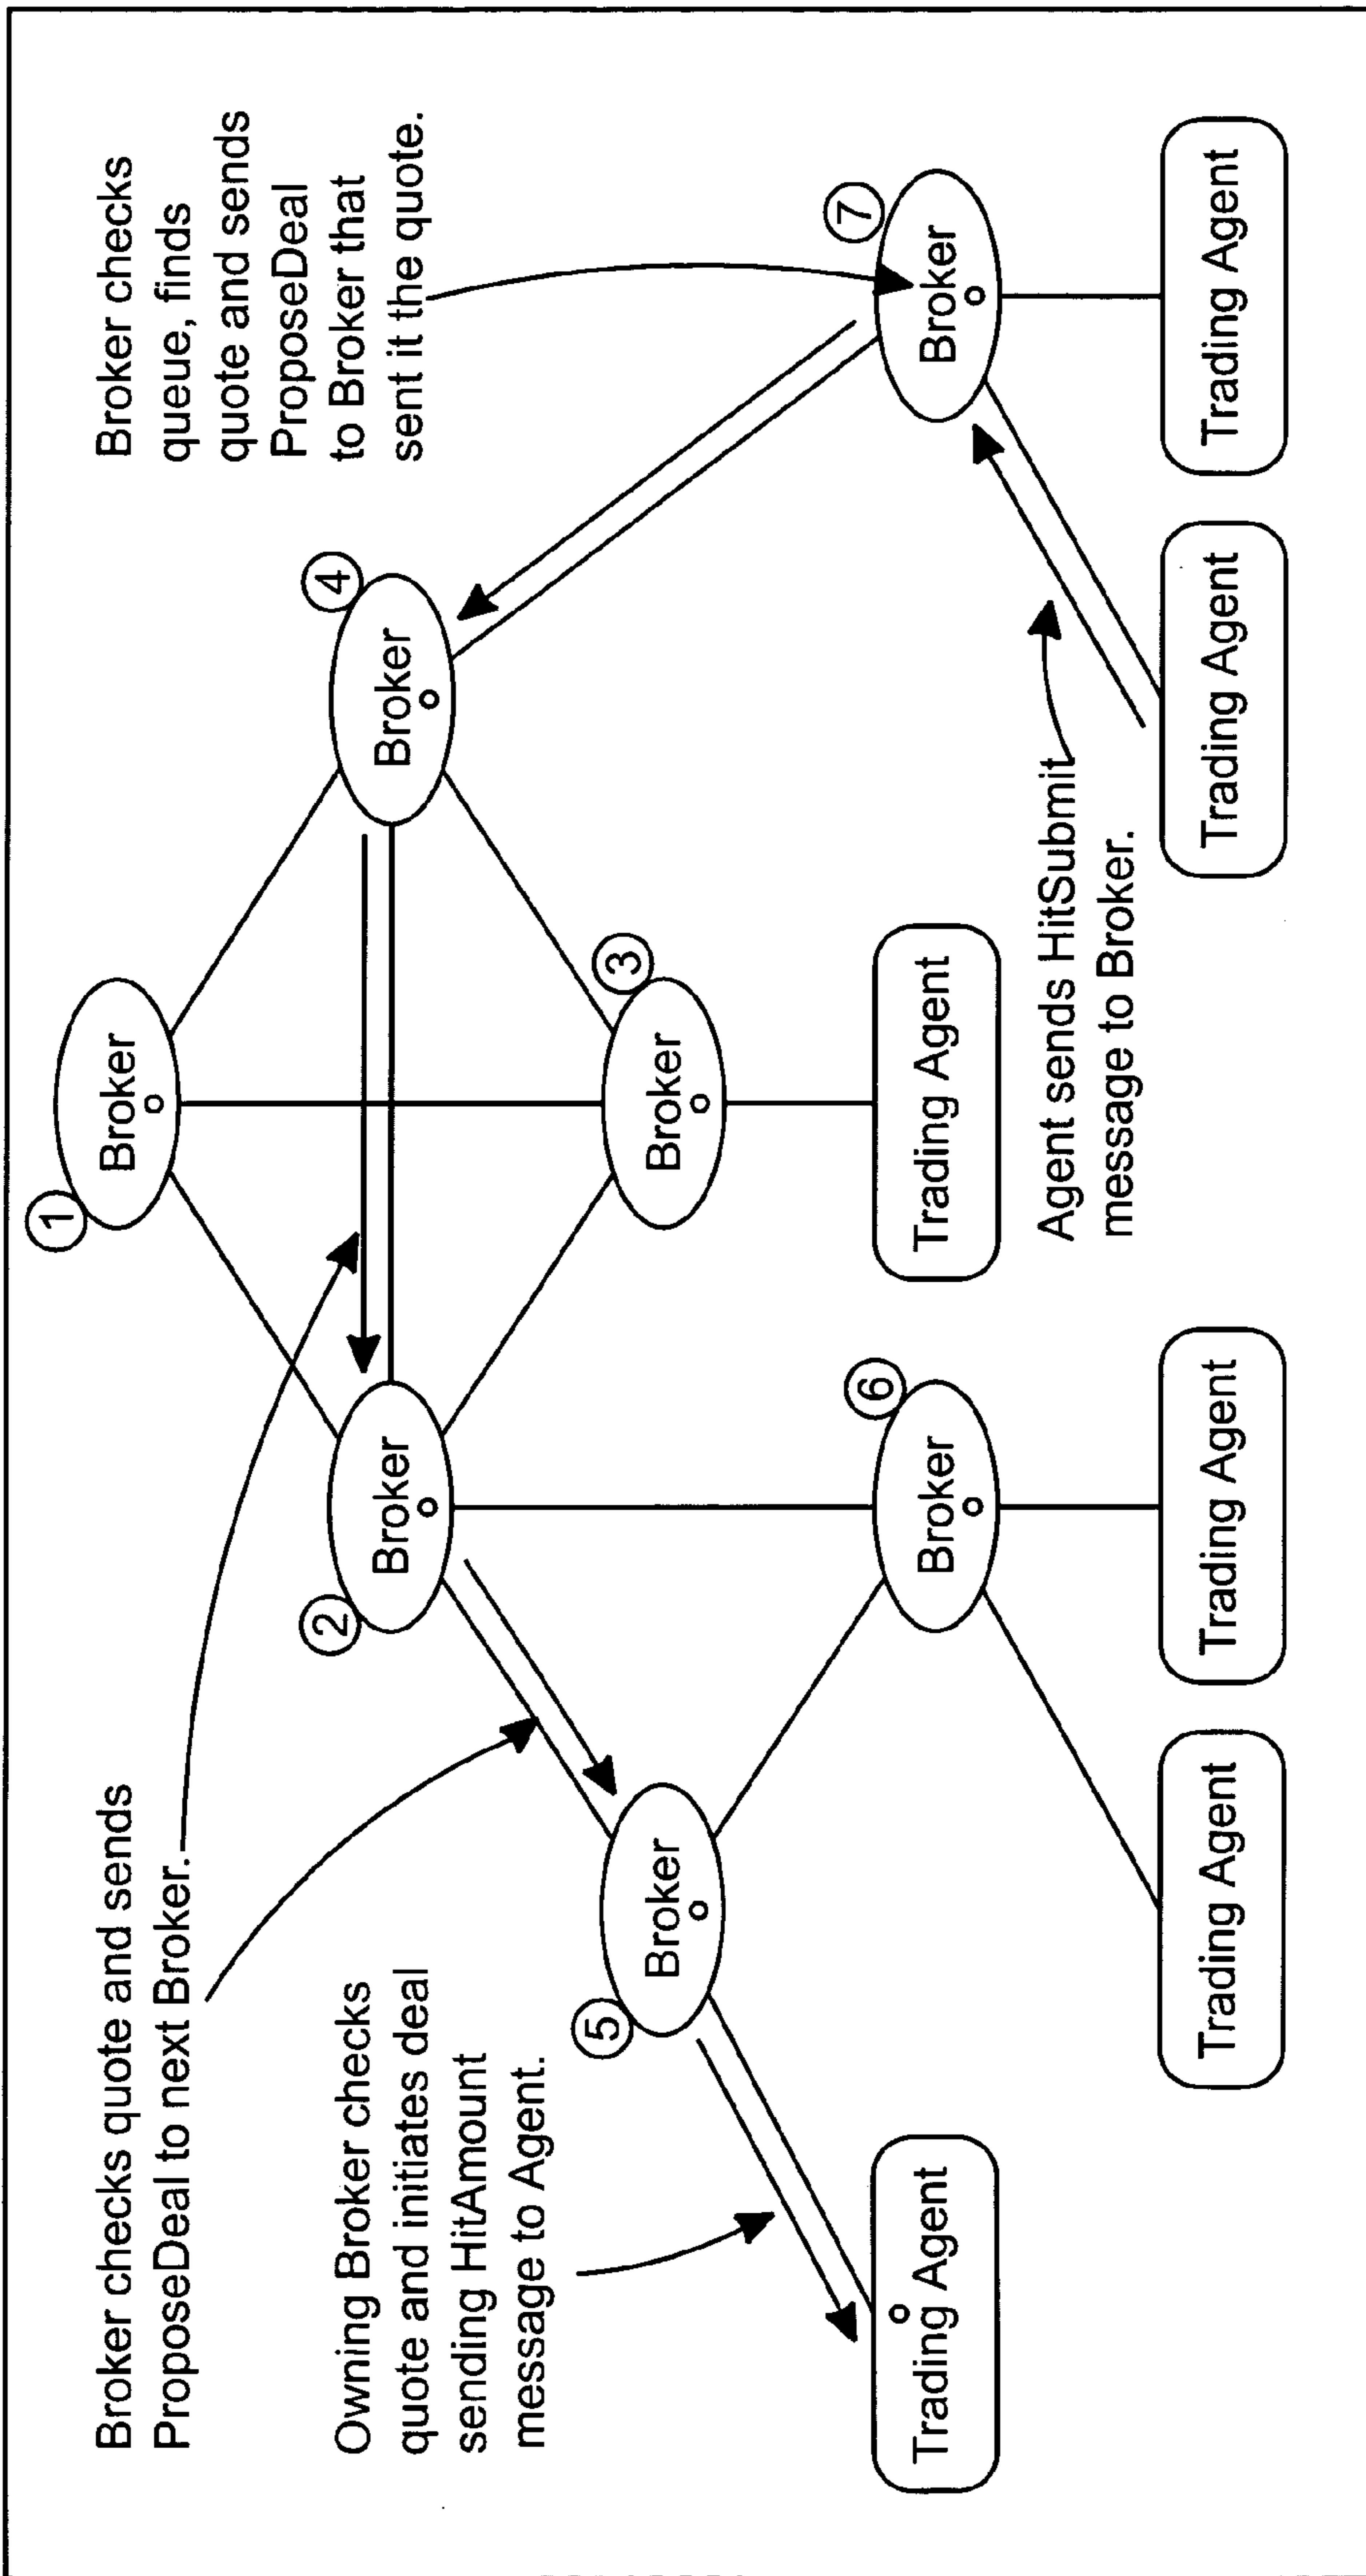 Broker checks quote and sends
ProposeDeal to next Broker.
Owning Broker checks
quote and initiates deal
sending HitAmount
message to Agent.
Broker checks
queue, finds
quote and sends
ProposeDeal
to Broker that
sent it the quote.
1
Broker
2
Broker
4
Broker
3
Broker
5
Broker
6
Broker
7
Broker
Trading Agent
Trading Agent
Agent sends HitSubmit
message to Broker.
Trading Agent
Trading Agent
Trading Agent
Trading Agent